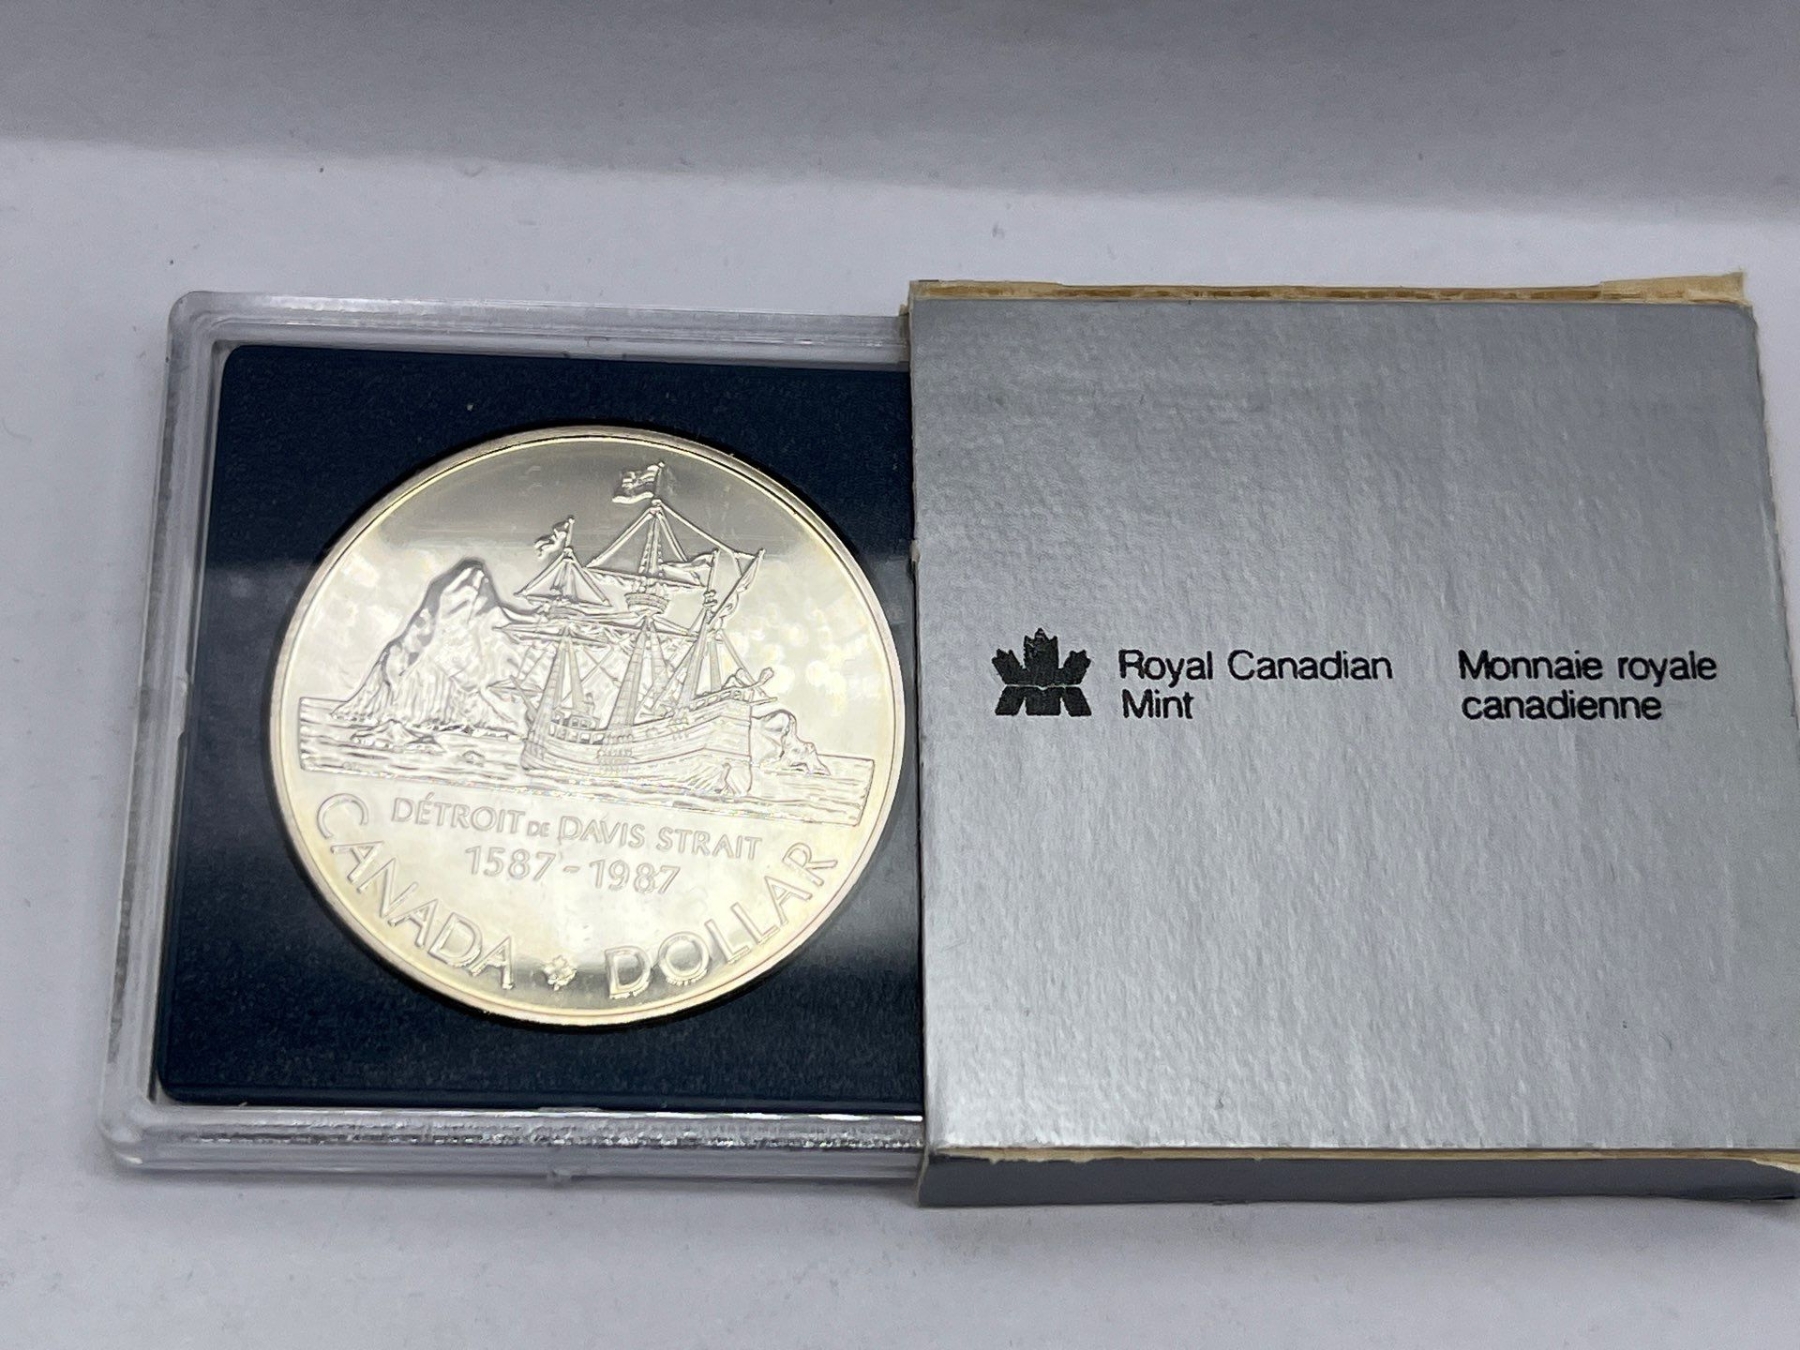 DÉTROIT DE DAVIS STRAIT
1587-1987
CANADA DOLLAR
Royal Canadian
Mint
Monnaie royale
canadienne